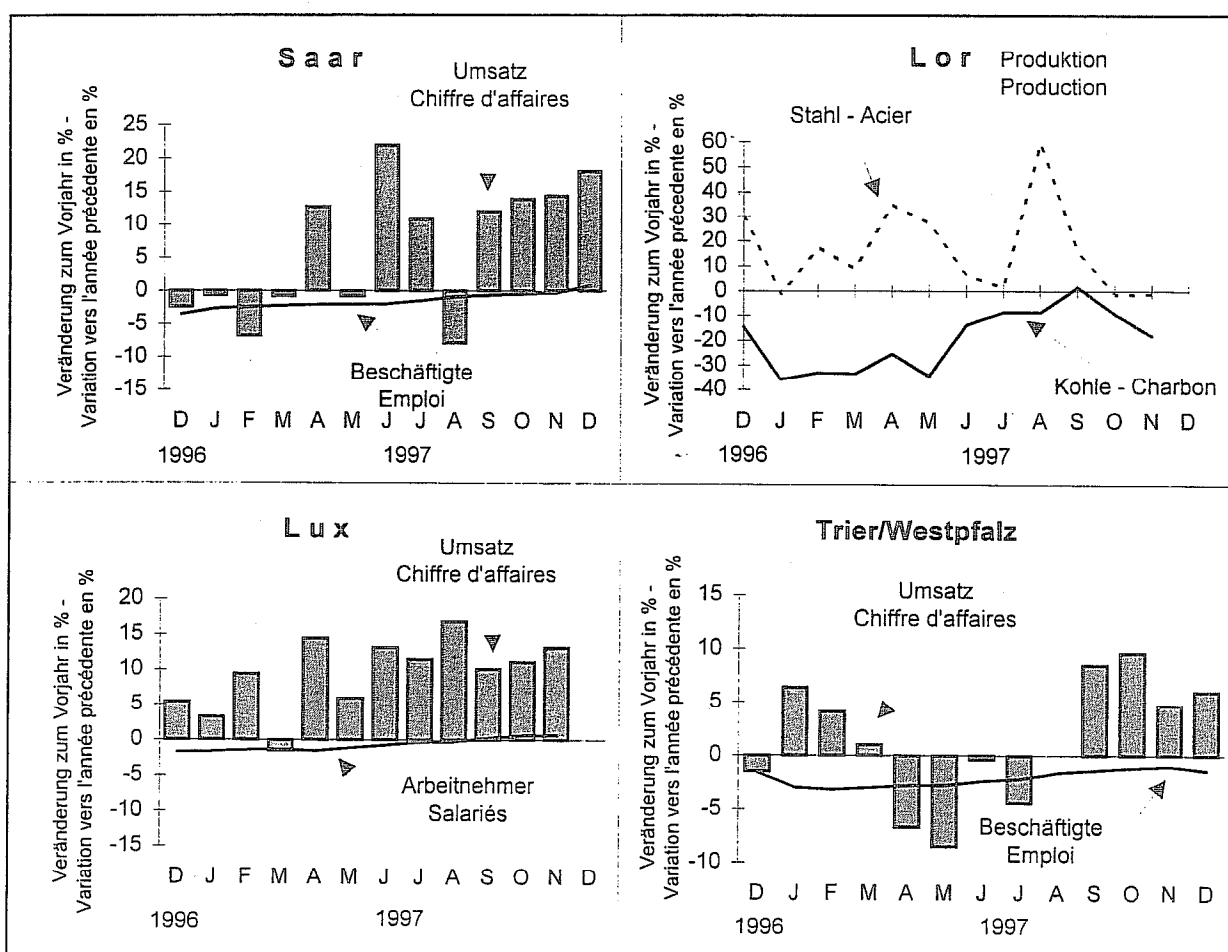 Saar
Umsatz
Chiffre d'affaires
Veränderung zum Vorjahr in % -
Variation vers l'année précédente en %
25
20
15
10
5
0
-5
-10
-15
Beschäftigte
Emploi
D J F M A M J J A S O N D
1996 1997
Lor Produktion
Production
Stahl - Acier
Veränderung zum Vorjahr in % -
Variation vers l'année précédente en %
60
50
40
30
20
10
0
-10
-20
-30
-40
Kohle - Charbon
D J F M A M J J A S O N D
1996 1997
Lux
Umsatz
Chiffre d'affaires
Veränderung zum Vorjahr in % -
Variation vers l'année précédente en %
20
15
10
5
0
-5
-10
-15
Arbeitnehmer
Salariés
D J F M A M J J A S O N D
1996 1997
Trier/Westpfalz
Umsatz
Chiffre d'affaires
Veränderung zum Vorjahr in % -
Variation vers l'année précédente en %
15
10
5
0
-5
-10
Beschäftigte
Emploi
D J F M A M J J A S O N D
1996 1997